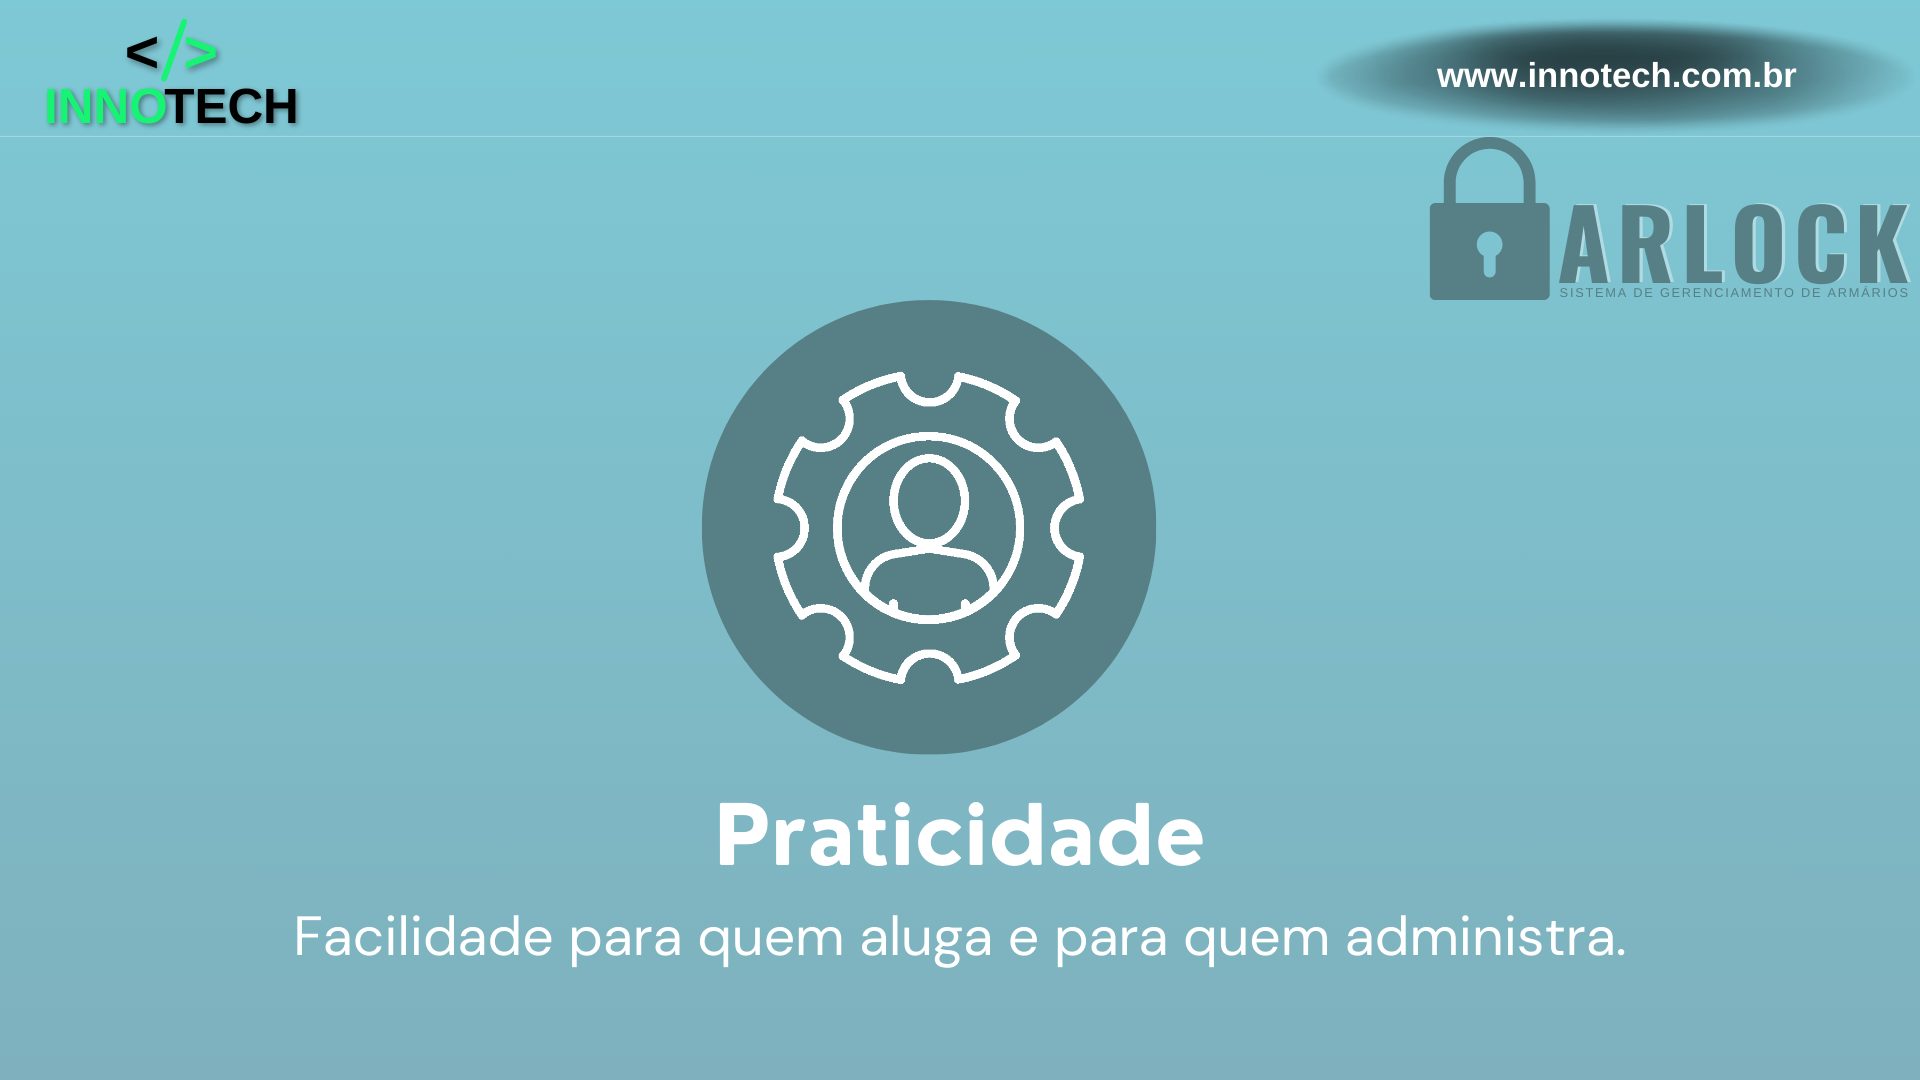 </>
INNOTECH
www.innotech.com.br
ARLOCK
SISTEMA DE GERENCIAMENTO DE ARMÁRIOS
Praticidade
Facilidade para quem aluga e para quem administra.